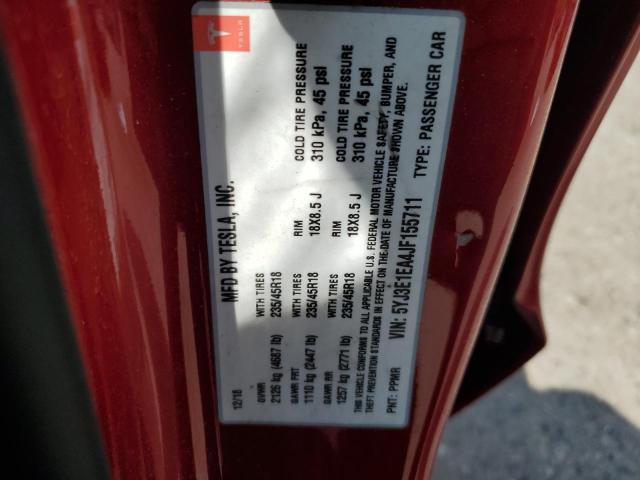 TESLA
MFD BY TESLA, INC.
12/18
GVWR WITH TIRES RIM COLD TIRE PRESSURE
2126 kg (4687 lb) 235/45R18 18X8.5 J 310 kPa, 45 psi
GAWR FRT WITH TIRES RIM COLD TIRE PRESSURE
1110 kg (2447 lb) 235/45R18 18X8.5 J 310 kPa, 45 psi
GAWR RR
1257 kg (2771 lb) 235/45R18
THIS VEHICLE CONFORMS TO ALL APPLICABLE U.S. FEDERAL MOTOR VEHICLE SAFETY, BUMPER, AND
THEFT PREVENTION STANDARDS IN EFFECT ON THE DATE OF MANUFACTURE SHOWN ABOVE.
VIN: 5YJ3E1EA4JF155711 TYPE: PASSENGER CAR
PNT: PPMR